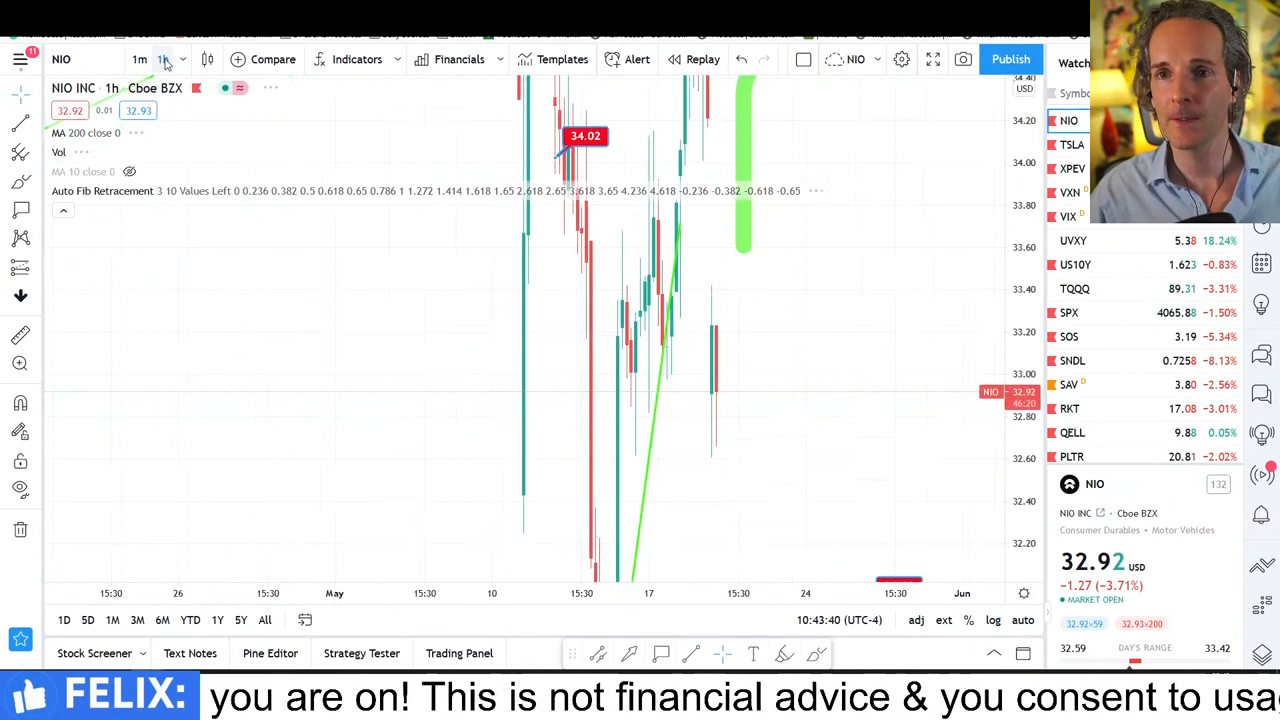 11
NIO 1m 1h Compare Indicators Financials Templates Alert Replay NIO Publish
NIO INC · 1h · Cboe BZX
32.92 0.01 32.93
MA 200 close 0
Vol
MA 10 close 0
Auto Fib Retracement 3 10 Values Left 0 0.236 0.382 0.5 0.618 0.65 0.786 1 1.272 1.414 1.618 1.65 2.618 2.65 3.618 3.65 4.236 4.618 -0.236 -0.382 -0.618 -0.65
34.02
34.40
USD
34.20
34.00
33.80
33.60
33.40
33.20
33.00
NIO 32.92
46:20
32.80
32.60
32.40
32.20
15:30 26 15:30 May 15:30 10 15:30 17 15:30 24 15:30 Jun
1D 5D 1M 3M 6M YTD 1Y 5Y All 10:43:40 (UTC-4) adj ext % log auto
Stock Screener Text Notes Pine Editor Strategy Tester Trading Panel
Watch
Symbo
NIO
TSLA
XPEV
VXN D
VIX D
UVXY 5.38 18.24%
US10Y 1.623 −0.83%
TQQQ 89.31 −3.31%
SPX 4065.88 −1.50%
SOS 3.19 −5.34%
SNDL 0.7258 −8.13%
SAV D 3.80 −2.56%
RKT 17.08 −3.01%
QELL 9.88 0.05%
PLTR 20.81 −2.02%
NIO 132
NIO INC · Cboe BZX
Consumer Durables · Motor Vehicles
32.92 USD
−1.27 (−3.71%)
MARKET OPEN
32.92×59 32.93×200
32.59 DAY'S RANGE 33.42
FELIX: you are on! This is not financial advice & you consent to usa